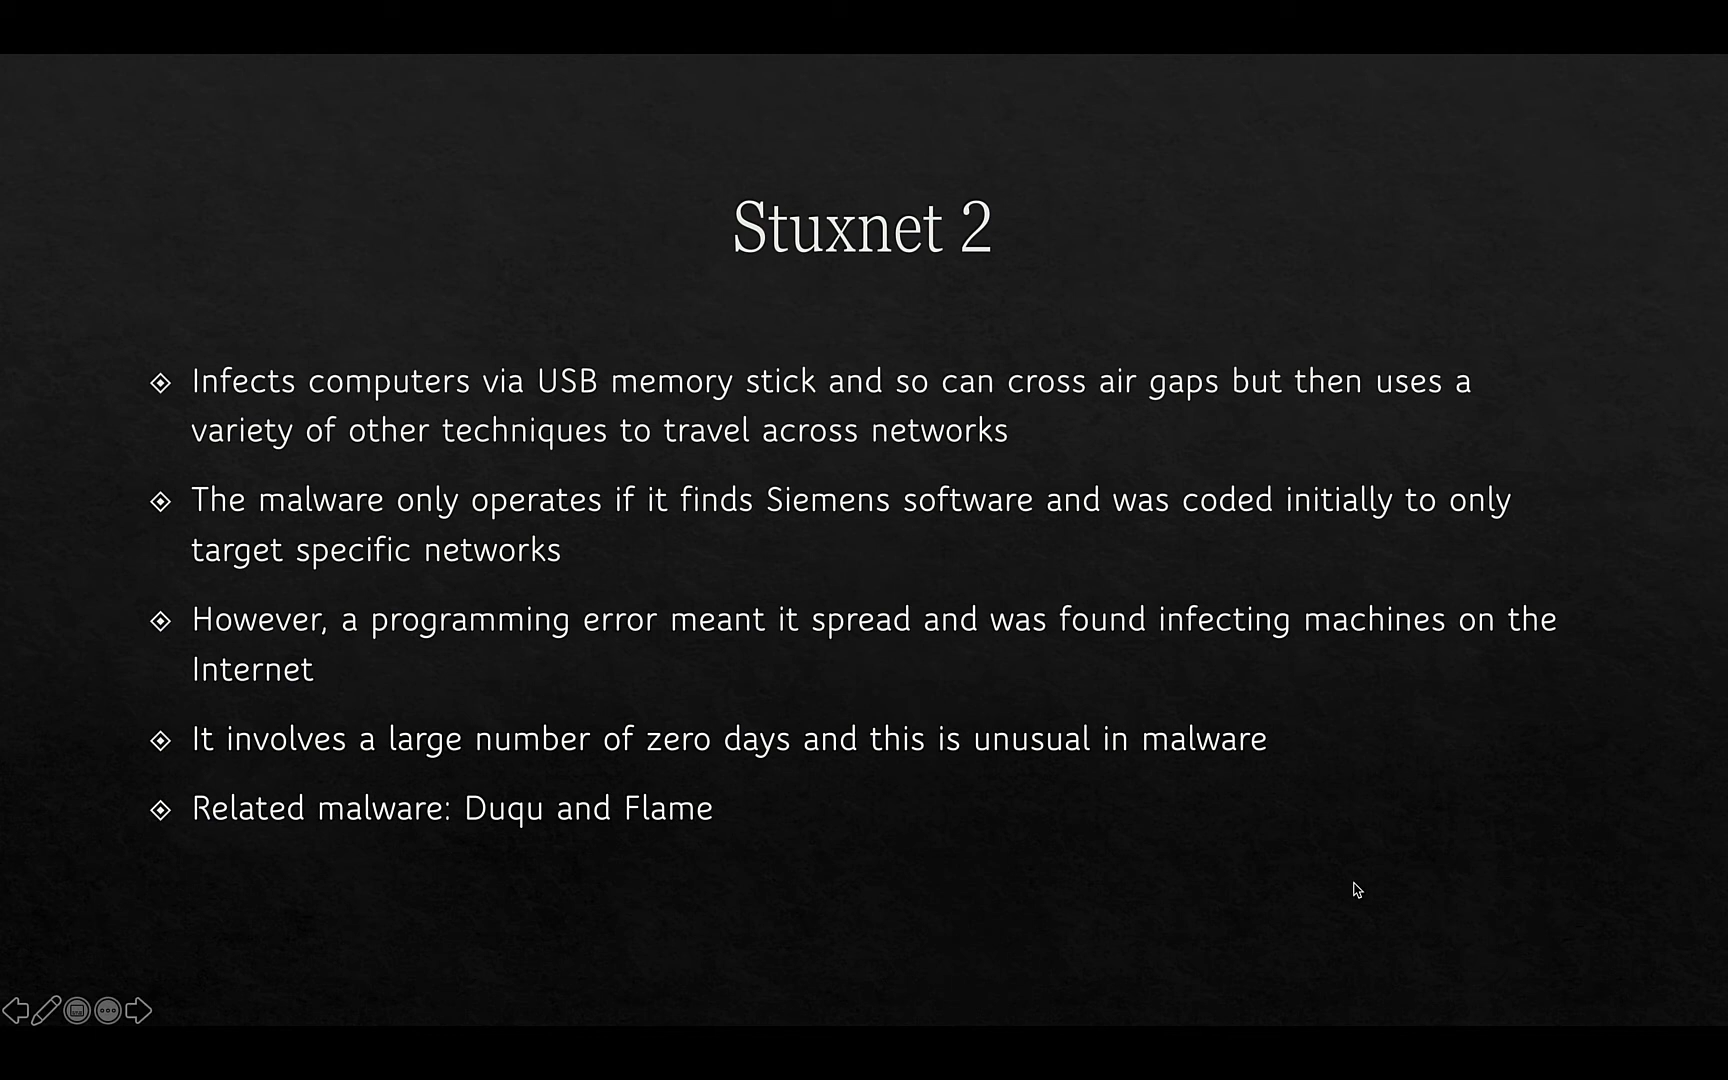 Stuxnet 2
Infects computers via USB memory stick and so can cross air gaps but then uses a
variety of other techniques to travel across networks
The malware only operates if it finds Siemens software and was coded initially to only
target specific networks
However, a programming error meant it spread and was found infecting machines on the
Internet
It involves a large number of zero days and this is unusual in malware
Related malware: Duqu and Flame